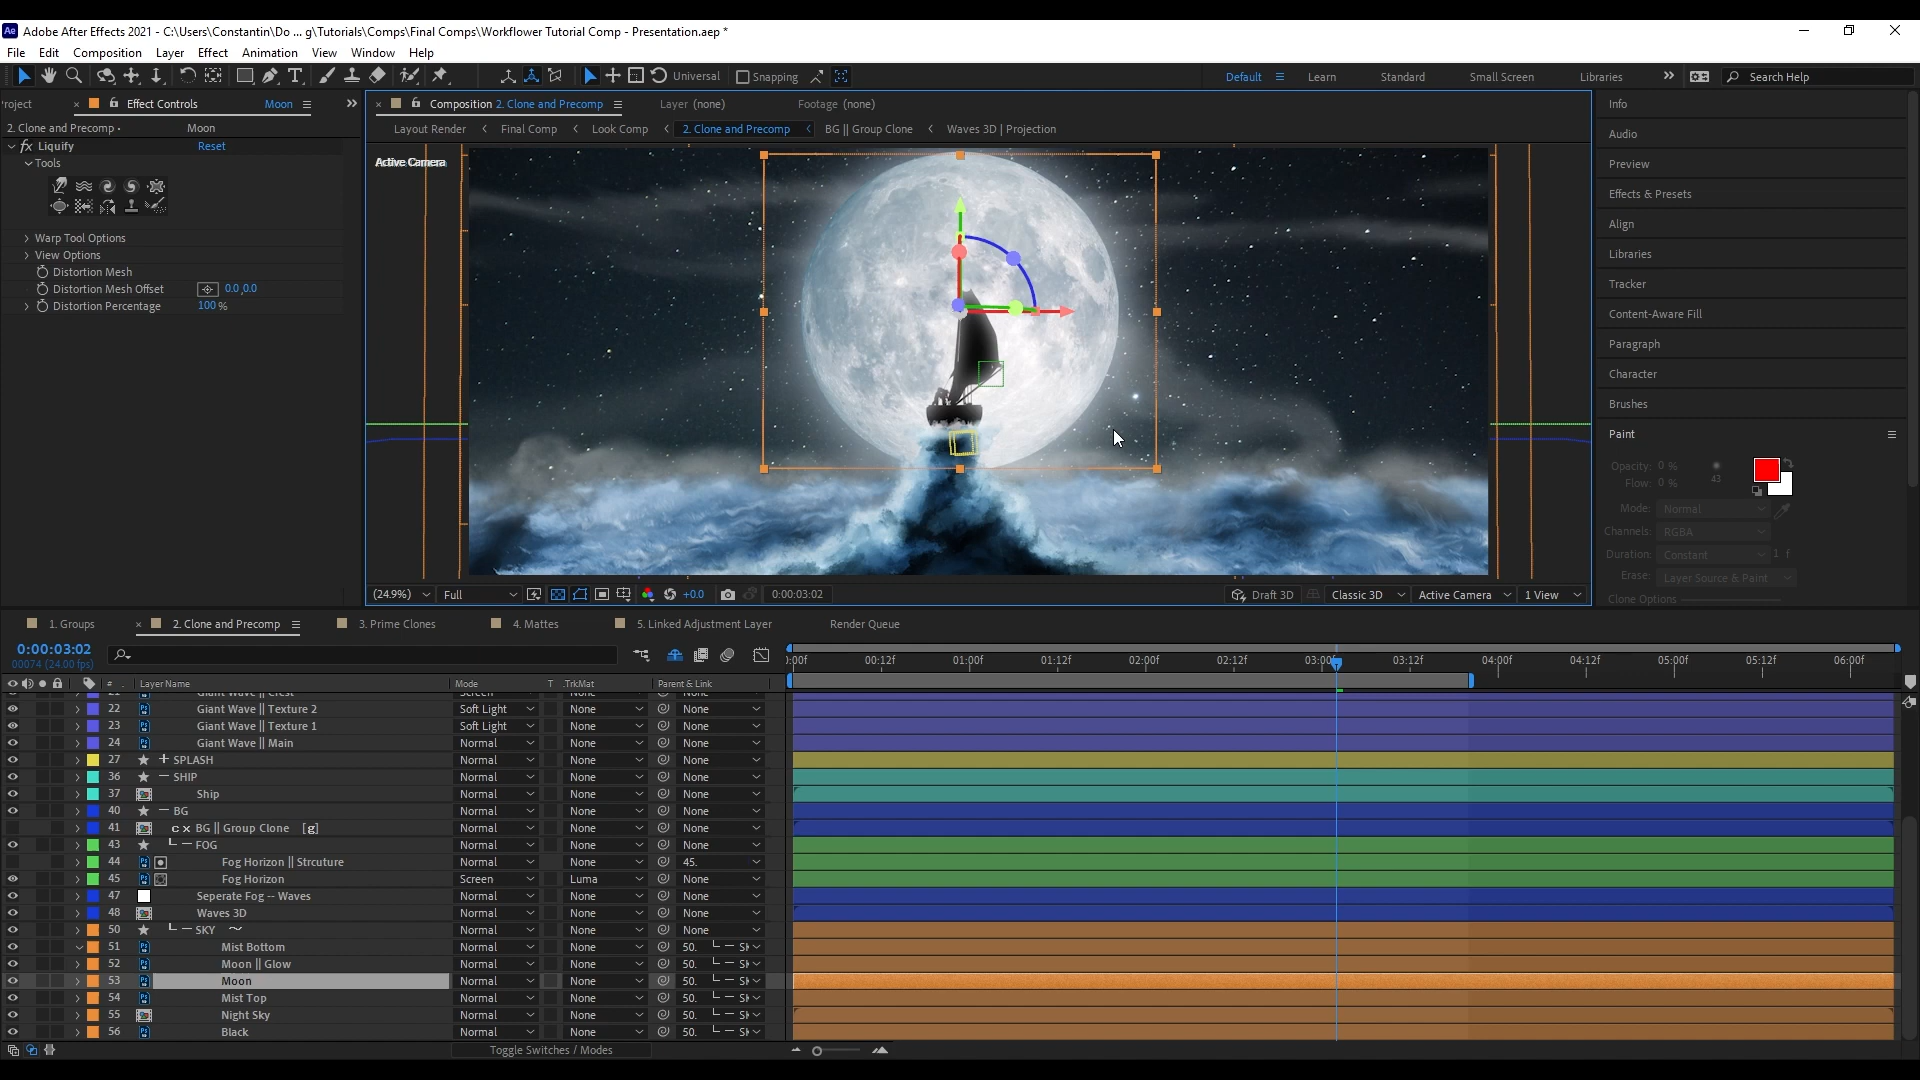 Adobe After Effects 2021 - C:\Users\Constantin\Do ... g\Tutorials\Comps\Final Comps\Workflower Tutorial Comp - Presentation.aep *
File Edit Composition Layer Effect Animation View Window Help
Universal Snapping Default Learn Standard Small Screen Libraries Search Help
roject Effect Controls Moon Composition 2. Clone and Precomp Layer (none) Footage (none) Info
2. Clone and Precomp • Moon Layout Render Final Comp Look Comp 2. Clone and Precomp BG || Group Clone Waves 3D | Projection
Audio
fx Liquify Reset
Active Camera
Tools
Preview
Effects & Presets
Align
Warp Tool Options
View Options
Libraries
Distortion Mesh
Distortion Mesh Offset 0.0,0.0
Tracker
Distortion Percentage 100 %
Content-Aware Fill
Paragraph
Character
Brushes
Paint
Opacity: 0 %
Flow: 0 % 43
Mode: Normal
Channels: RGBA
Duration: Constant 1 f
Erase: Layer Source & Paint
Clone Options
(24.9%) Full +0.0 0:00:03:02 Draft 3D Classic 3D Active Camera 1 View
1. Groups 2. Clone and Precomp 3. Prime Clones 4. Mattes 5. Linked Adjustment Layer Render Queue
0:00:03:02
00074 (24.00 fps)
:00f 00:12f 01:00f 01:12f 02:00f 02:12f 03:00f 03:12f 04:00f 04:12f 05:00f 05:12f 06:00f
# Layer Name Mode T .TrkMat Parent & Link
21 Giant Wave || Crest Screen
22 Giant Wave || Texture 2 Soft Light None None
23 Giant Wave || Texture 1 Soft Light None None
24 Giant Wave || Main Normal None None
27 SPLASH Normal None None
36 SHIP Normal None None
37 Ship Normal None None
40 BG Normal None None
41 c x BG || Group Clone [g] Normal None None
43 FOG Normal None None
44 Fog Horizon || Strcuture Normal None 45.
45 Fog Horizon Screen Luma None
47 Seperate Fog -- Waves Normal None None
48 Waves 3D Normal None None
50 SKY ~ Normal None None
51 Mist Bottom Normal None 50. Sk
52 Moon || Glow Normal None 50. Sk
53 Moon Normal None 50. Sk
54 Mist Top Normal None 50. Sk
55 Night Sky Normal None 50. Sk
56 Black Normal None 50. Sk
Toggle Switches / Modes